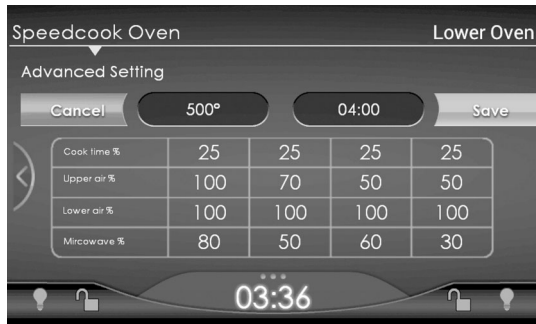 Speedcook Oven Lower Oven
Advanced Setting
Cancel 500° 04:00 Save
Cook time % 25 25 25 25
Upper air % 100 70 50 50
Lower air % 100 100 100 100
Mircowave % 80 50 60 30
03:36